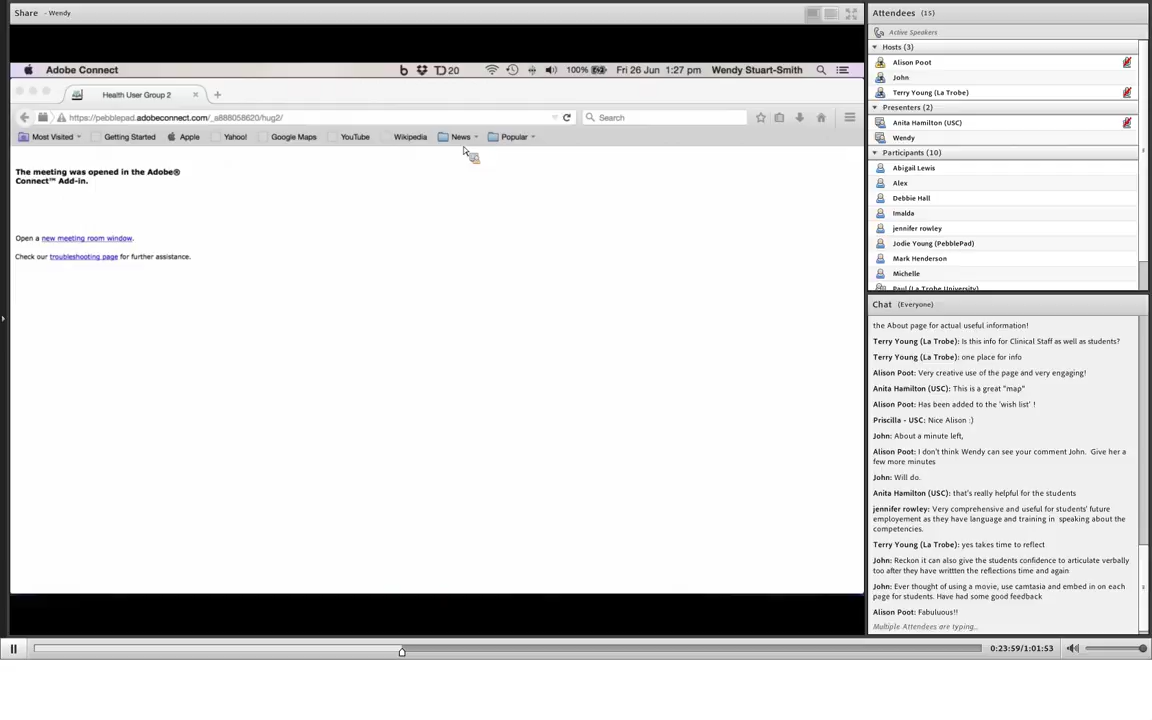 Share - Wendy
Adobe Connect
20
100%
Fri 26 Jun 1:27 pm
Wendy Stuart-Smith
Health User Group 2
https://pebblepad.adobeconnect.com/_a888058620/hug2/
Search
Most Visited
Getting Started
Apple
Yahoo!
Google Maps
YouTube
Wikipedia
News
Popular
The meeting was opened in the Adobe®
Connect™ Add-in.
Open a new meeting room window.
Check our troubleshooting page for further assistance.
Attendees (15)
Active Speakers
Hosts (3)
Alison Poot
John
Terry Young (La Trobe)
Presenters (2)
Anita Hamilton (USC)
Wendy
Participants (10)
Abigail Lewis
Alex
Debbie Hall
Imalda
jennifer rowley
Jodie Young (PebblePad)
Mark Henderson
Michelle
Paul (La Trobe University)
Chat (Everyone)
the About page for actual useful information!
Terry Young (La Trobe): Is this info for Clinical Staff as well as students?
Terry Young (La Trobe): one place for info
Alison Poot: Very creative use of the page and very engaging!
Anita Hamilton (USC): This is a great "map"
Alison Poot: Has been added to the 'wish list' !
Priscilla - USC: Nice Alison :)
John: About a minute left,
Alison Poot: I don't think Wendy can see your comment John. Give her a
few more minutes
John: Will do.
Anita Hamilton (USC): that's really helpful for the students
jennifer rowley: Very comprehensive and useful for students' future
employement as they have language and training in speaking about the
competencies.
Terry Young (La Trobe): yes takes time to reflect
John: Reckon it can also give the students confidence to articulate verbally
too after they have writtten the reflections time and again
John: Ever thought of using a movie, use camtasia and embed in on each
page for students. Have had some good feedback
Alison Poot: Fabuluous!!
Multiple Attendees are typing...
0:23:59/1:01:53